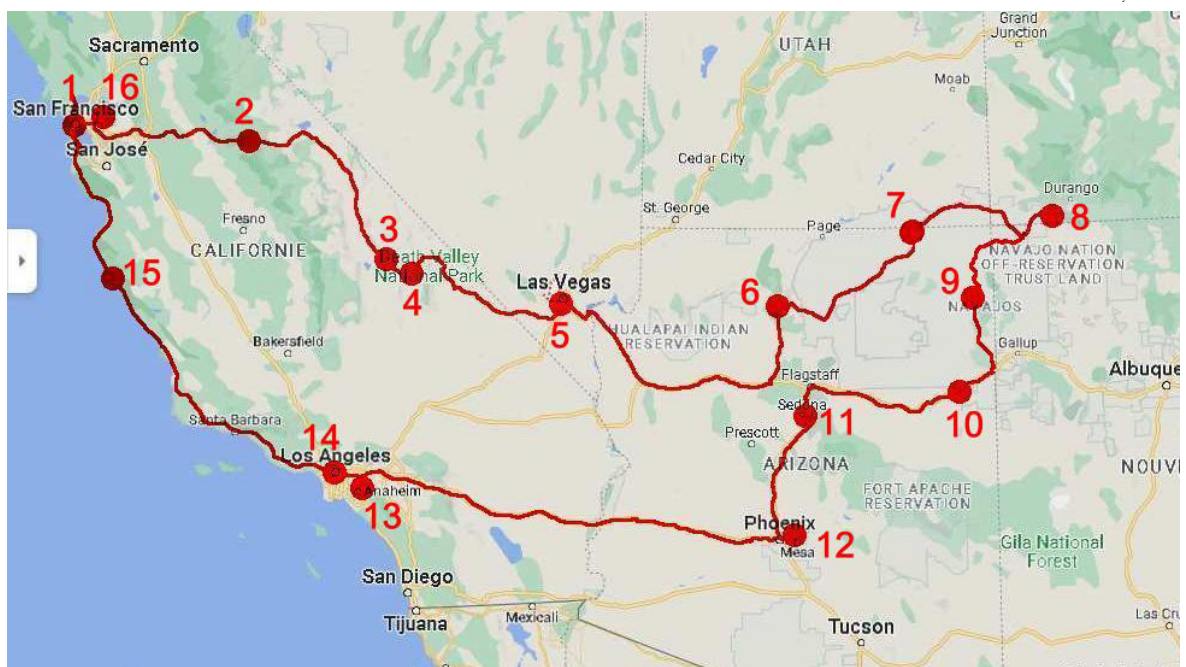 Grand
Junction
Sacramento
UTAH
Moab
1
16
San Francisco
2
San José
Cedar City
Durango
St. George
7
8
Fresno
Page
CALIFORNIE
3
Death Valley
National Park
NAVAJO NATION
OFF-RESERVATION
TRUST LAND
15
4
Las Vegas
6
9
NAVAJOS
5
HUALAPAI INDIAN
RESERVATION
Bakersfield
Gallup
Flagstaff
Albuque
Santa Barbara
Sedona
11
10
Prescott
14
Los Angeles
ARIZONA
NOUV
Anaheim
13
FORT APACHE
RESERVATION
Phoenix
12
Mesa
Gila National
Forest
San Diego
Mexicali
Tijuana
Tucson
Las Cru